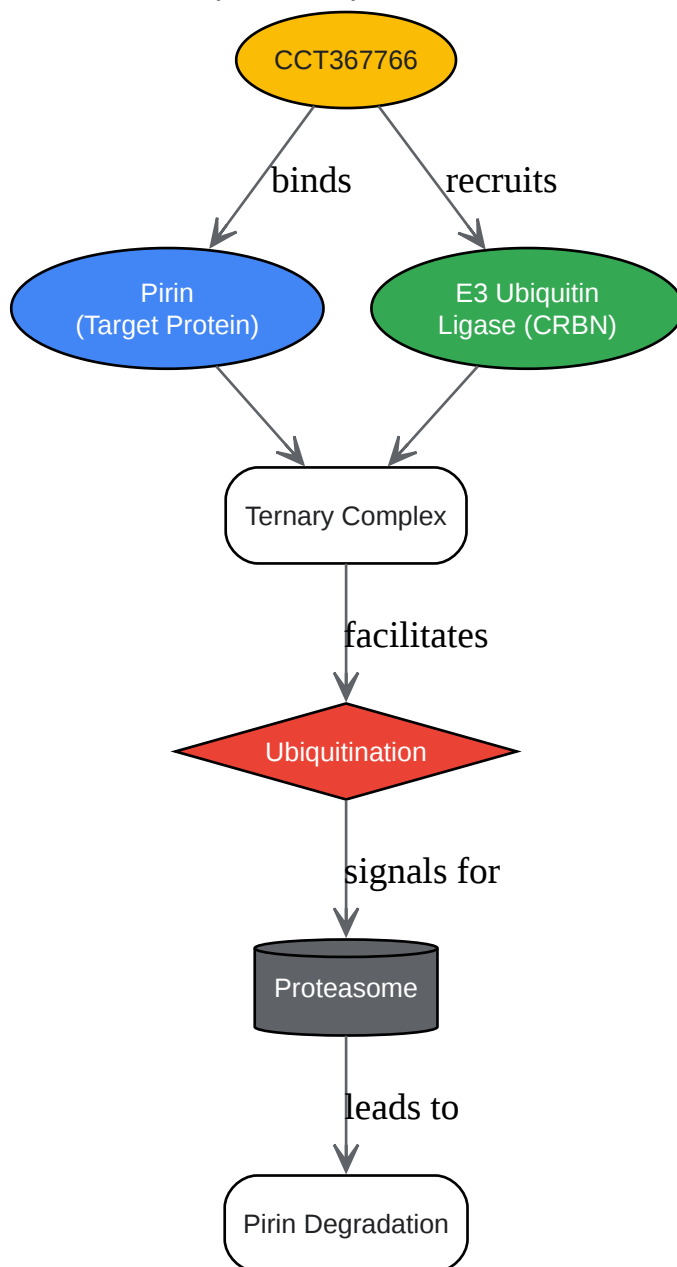 CCT367766
binds
recruits
Pirin
(Target Protein)
E3 Ubiquitin
Ligase (CRBN)
Ternary Complex
facilitates
Ubiquitination
signals for
Proteasome
leads to
Pirin Degradation